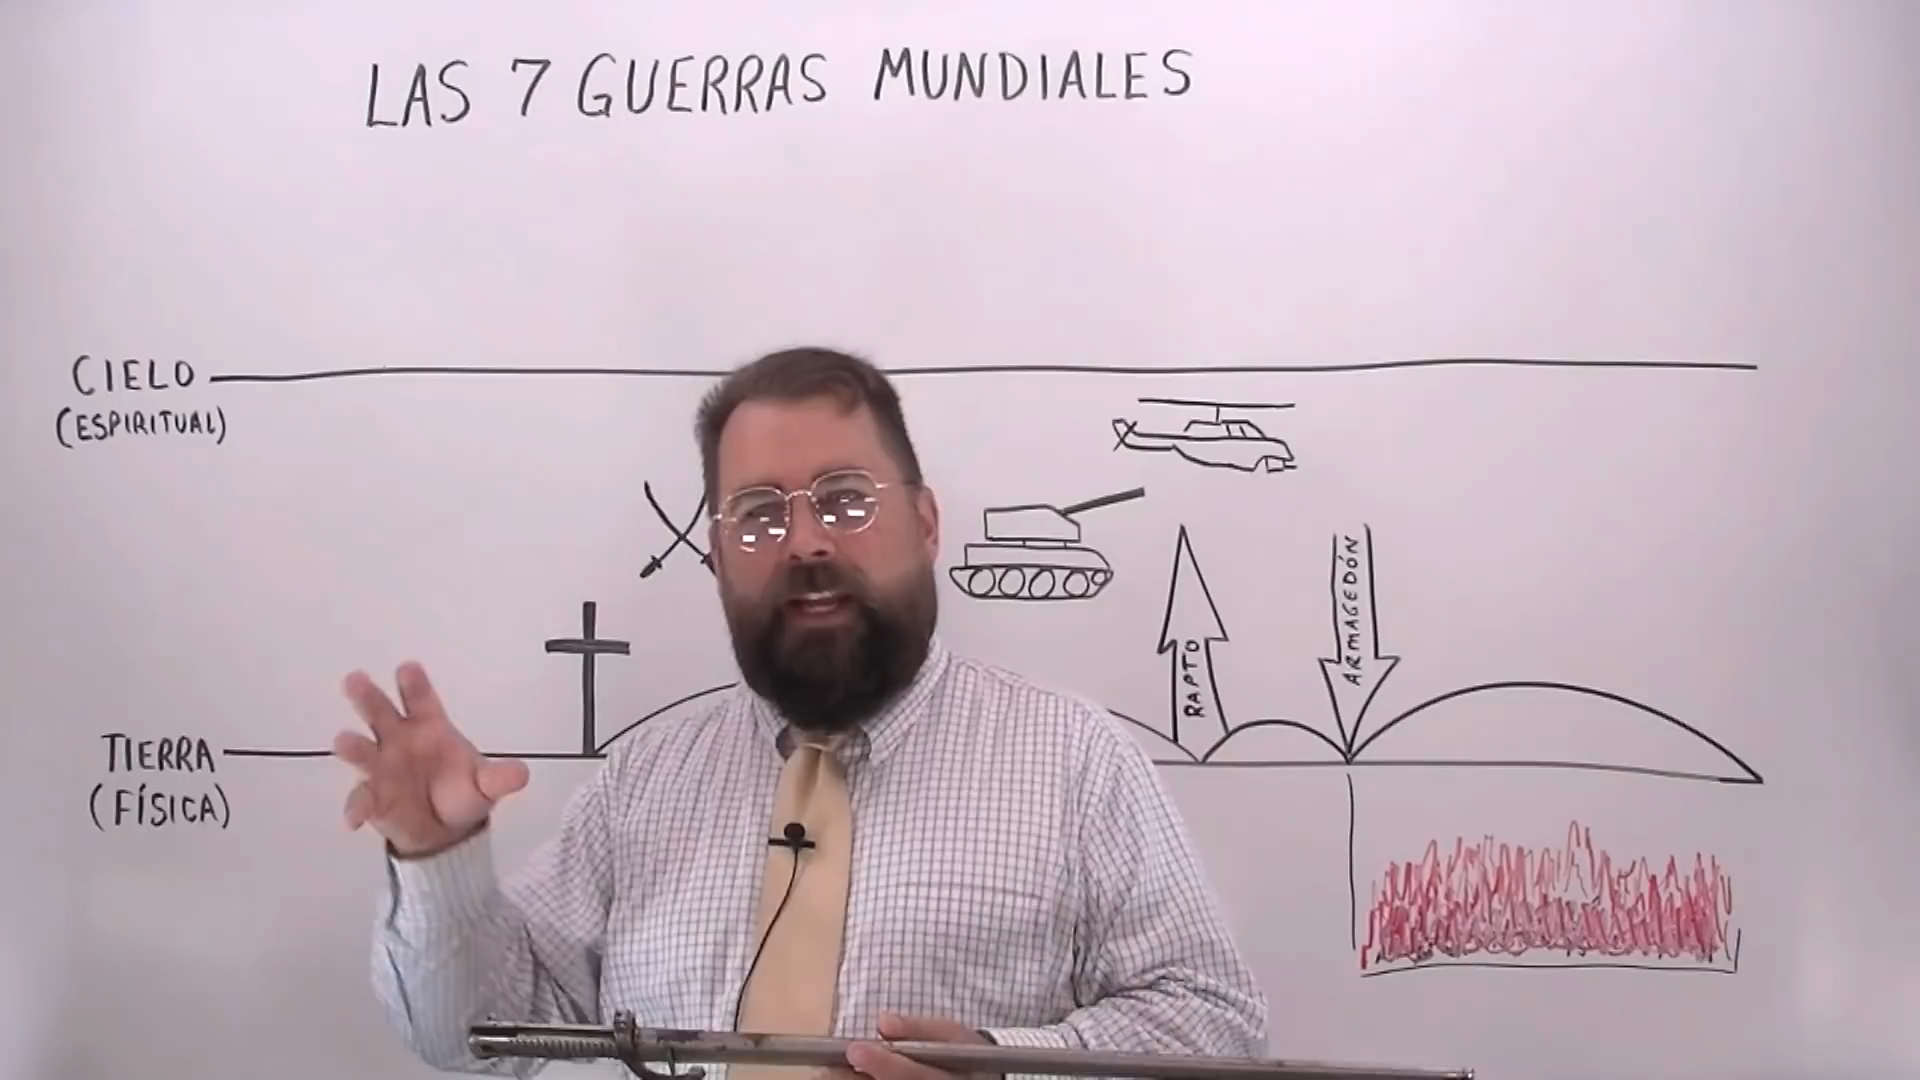 LAS 7 GUERRAS MUNDIALES
CIELO
(ESPIRITUAL)
RAPTO
ARMAGEDÓN
TIERRA
(FÍSICA)